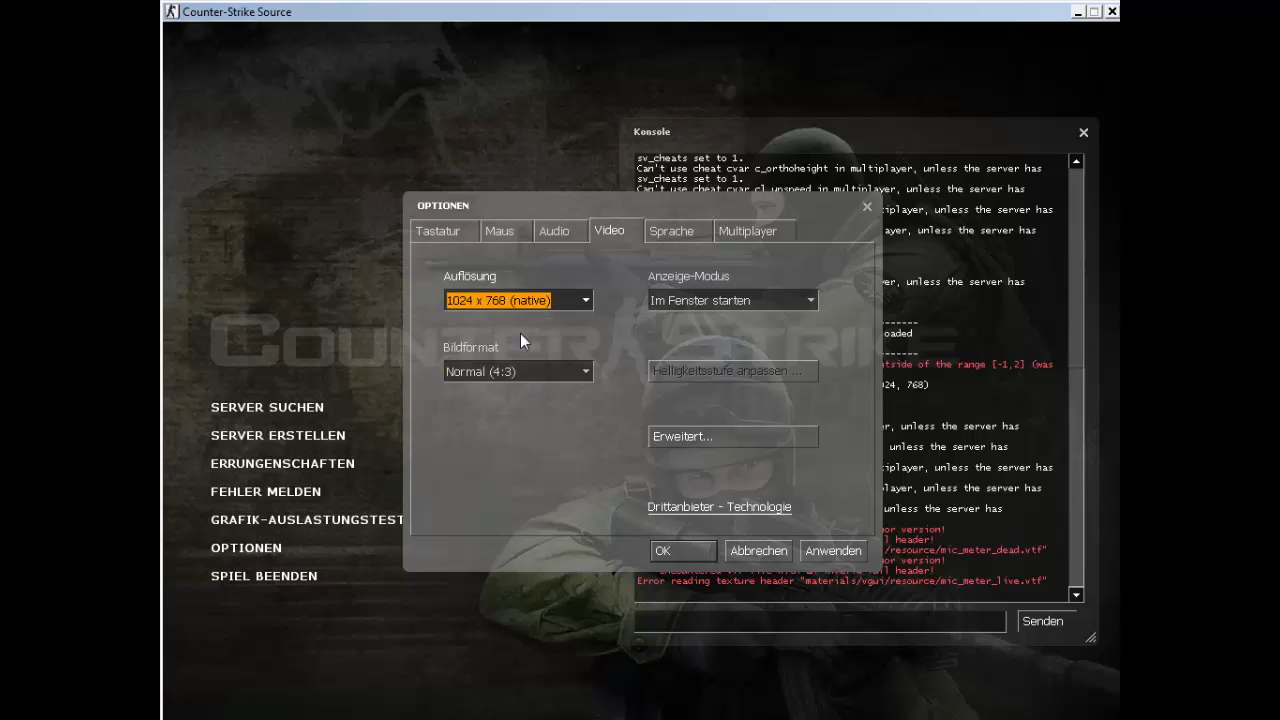 Counter-Strike Source
Konsole
sv_cheats set to 1.
Can't use cheat cvar c_orthoheight in multiplayer, unless the server has
sv_cheats set to 1.
Can't use cheat cvar cl_upspeed in multiplayer, unless the server has
iplayer, unless the server has
ayer, unless the server has
er, unless the server has
oaded
utside of the range [-1,2] (was
24, 768)
r, unless the server has
unless the server has
iplayer, unless the server has
layer, unless the server has
unless the server has
or version!
l header!
/resource/mic_meter_dead.vtf"
or version!
header!
Error reading texture header "materials/vgui/resource/mic_meter_live.vtf"
Senden
OPTIONEN
Tastatur Maus Audio Video Sprache Multiplayer
Auflösung Anzeige-Modus
1024 x 768 (native) Im Fenster starten
Bildformat
Normal (4:3) Helligkeitsstufe anpassen ...
Erweitert...
Drittanbieter - Technologie
OK Abbrechen Anwenden
COUNTER STRIKE
SERVER SUCHEN
SERVER ERSTELLEN
ERRUNGENSCHAFTEN
FEHLER MELDEN
GRAFIK-AUSLASTUNGSTEST
OPTIONEN
SPIEL BEENDEN